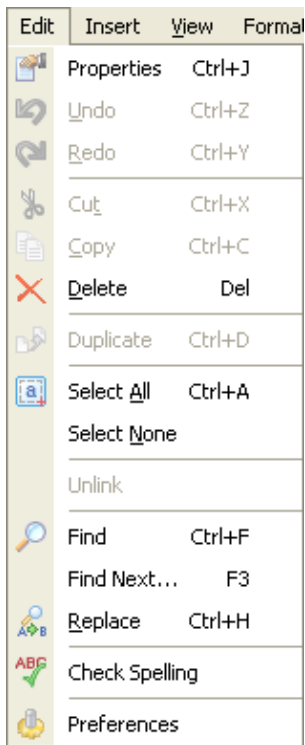 Edit Insert View Format
Properties Ctrl+J
Undo Ctrl+Z
Redo Ctrl+Y
Cut Ctrl+X
Copy Ctrl+C
Delete Del
Duplicate Ctrl+D
a
Select All Ctrl+A
Select None
Unlink
Find Ctrl+F
Find Next... F3
A B
Replace Ctrl+H
ABC
Check Spelling
Preferences